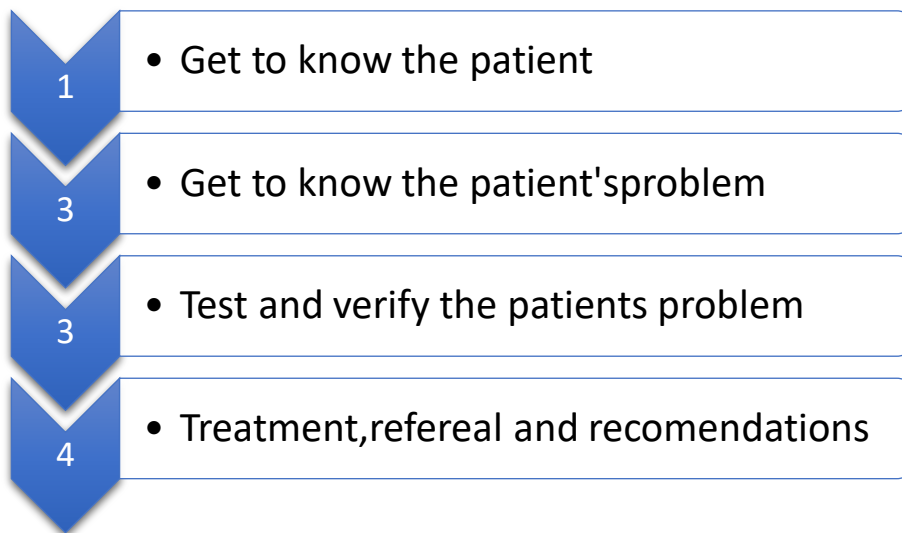 1 • Get to know the patient
3 • Get to know the patient'sproblem
3 • Test and verify the patients problem
4 • Treatment,refereal and recomendations